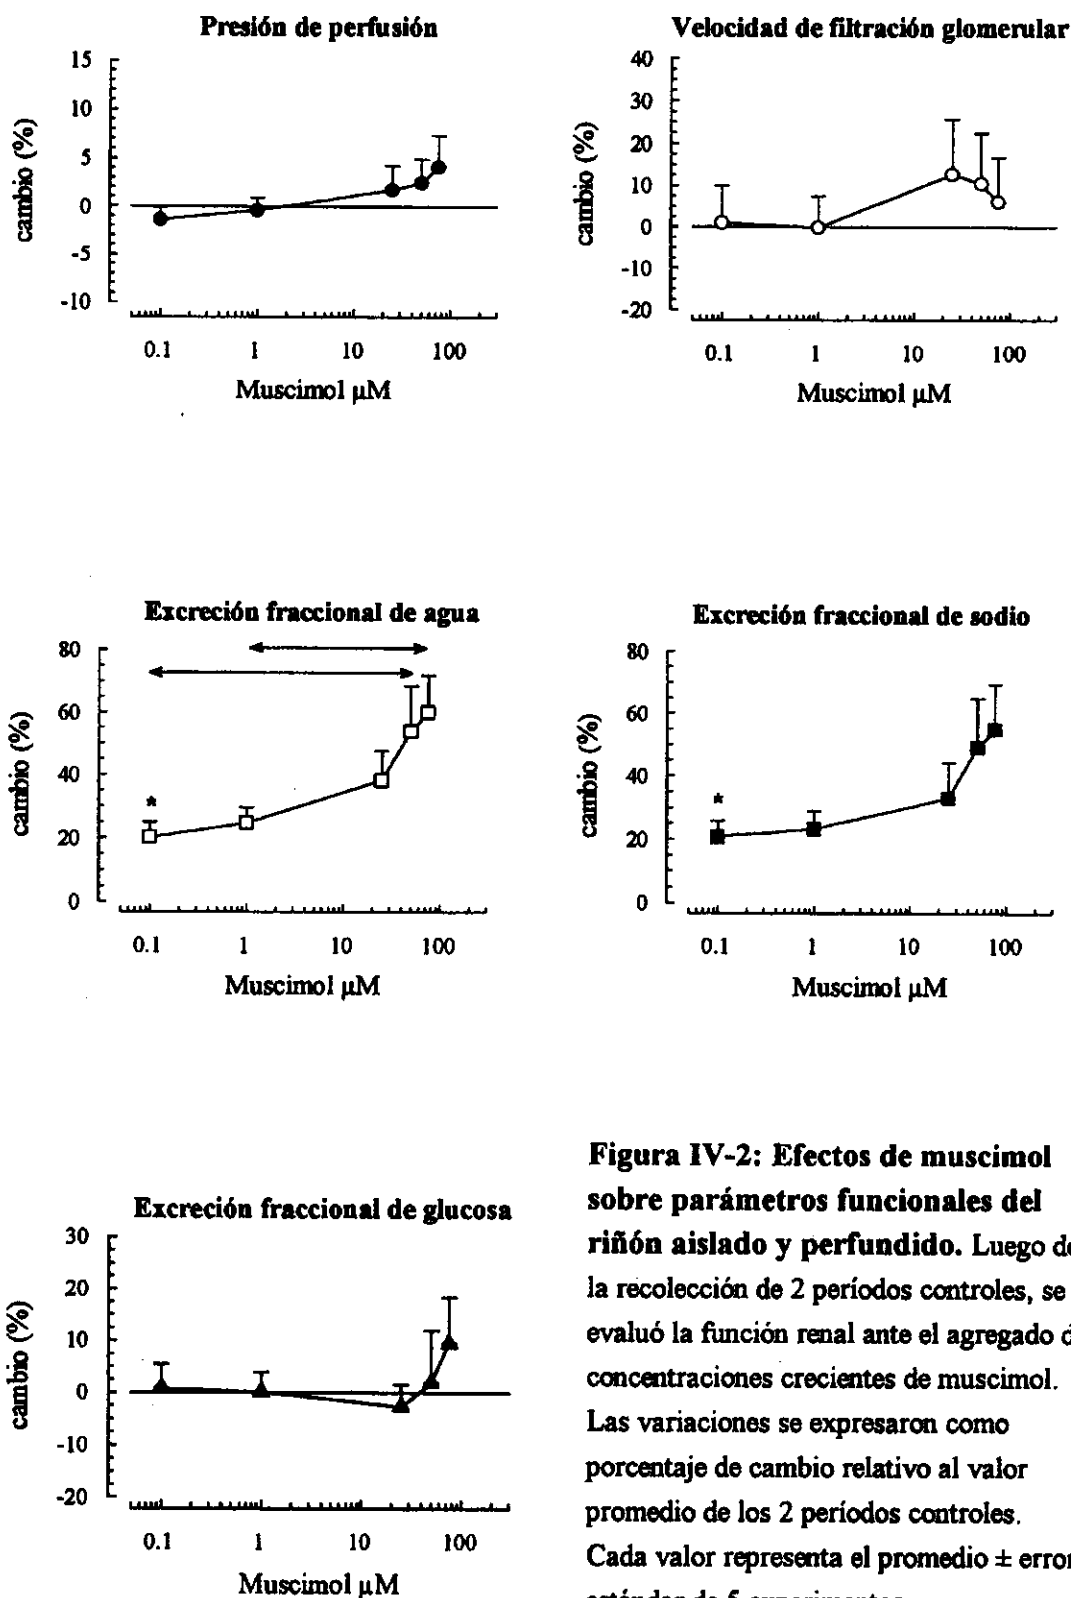 Presión de perfusión
15
10
5
0
-5
-10
cambio (%)
0.1 1 10 100
Muscimol µM
Velocidad de filtración glomerular
40
30
20
10
0
-10
-20
cambio (%)
0.1 1 10 100
Muscimol µM
Excreción fraccional de agua
80
60
40
20
0
cambio (%)
*
0.1 1 10 100
Muscimol µM
Excreción fraccional de sodio
80
60
40
20
0
cambio (%)
*
0.1 1 10 100
Muscimol µM
Excreción fraccional de glucosa
30
20
10
0
-10
-20
cambio (%)
0.1 1 10 100
Muscimol µM
Figura IV-2: Efectos de muscimol
sobre parámetros funcionales del
riñón aislado y perfundido. Luego de
la recolección de 2 períodos controles, se
evaluó la función renal ante el agregado d
concentraciones crecientes de muscimol.
Las variaciones se expresaron como
porcentaje de cambio relativo al valor
promedio de los 2 períodos controles.
Cada valor representa el promedio ± error